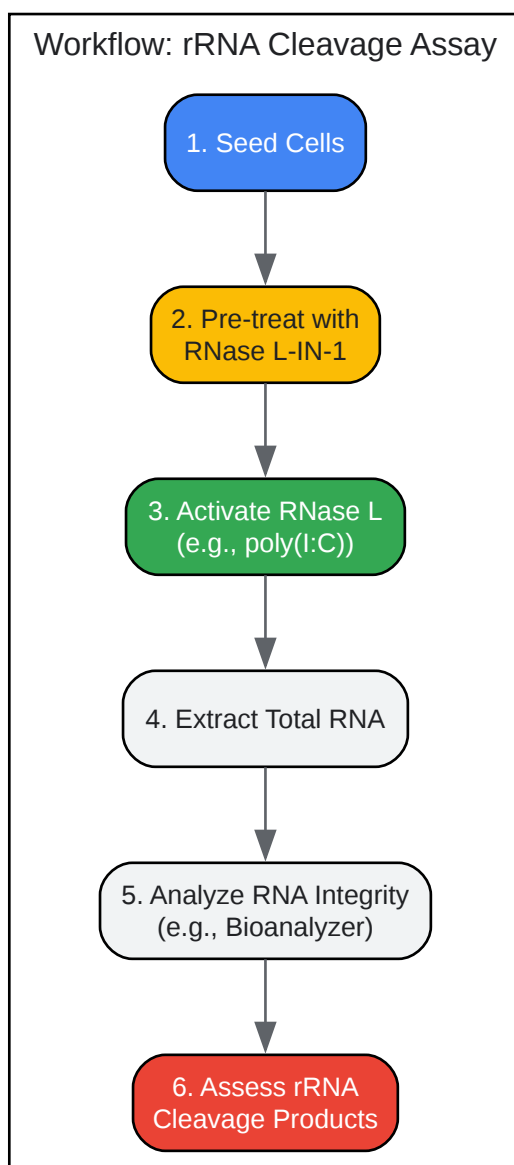 Workflow: rRNA Cleavage Assay
1. Seed Cells
2. Pre-treat with
RNase L-IN-1
3. Activate RNase L
(e.g., poly(I:C))
4. Extract Total RNA
5. Analyze RNA Integrity
(e.g., Bioanalyzer)
6. Assess rRNA
Cleavage Products